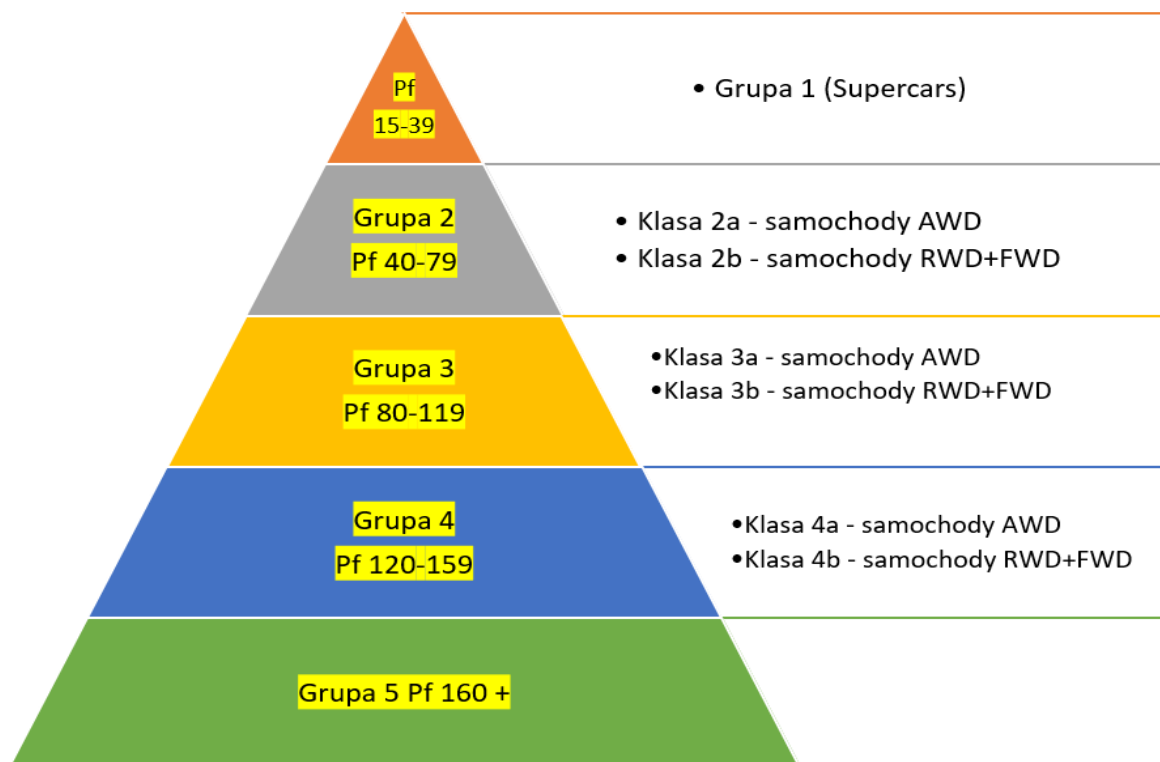 Pf
15-39
• Grupa 1 (Supercars)
Grupa 2
Pf 40-79
• Klasa 2a - samochody AWD
• Klasa 2b - samochody RWD+FWD
Grupa 3
Pf 80-119
•Klasa 3a - samochody AWD
•Klasa 3b - samochody RWD+FWD
Grupa 4
Pf 120-159
•Klasa 4a - samochody AWD
•Klasa 4b - samochody RWD+FWD
Grupa 5 Pf 160 +